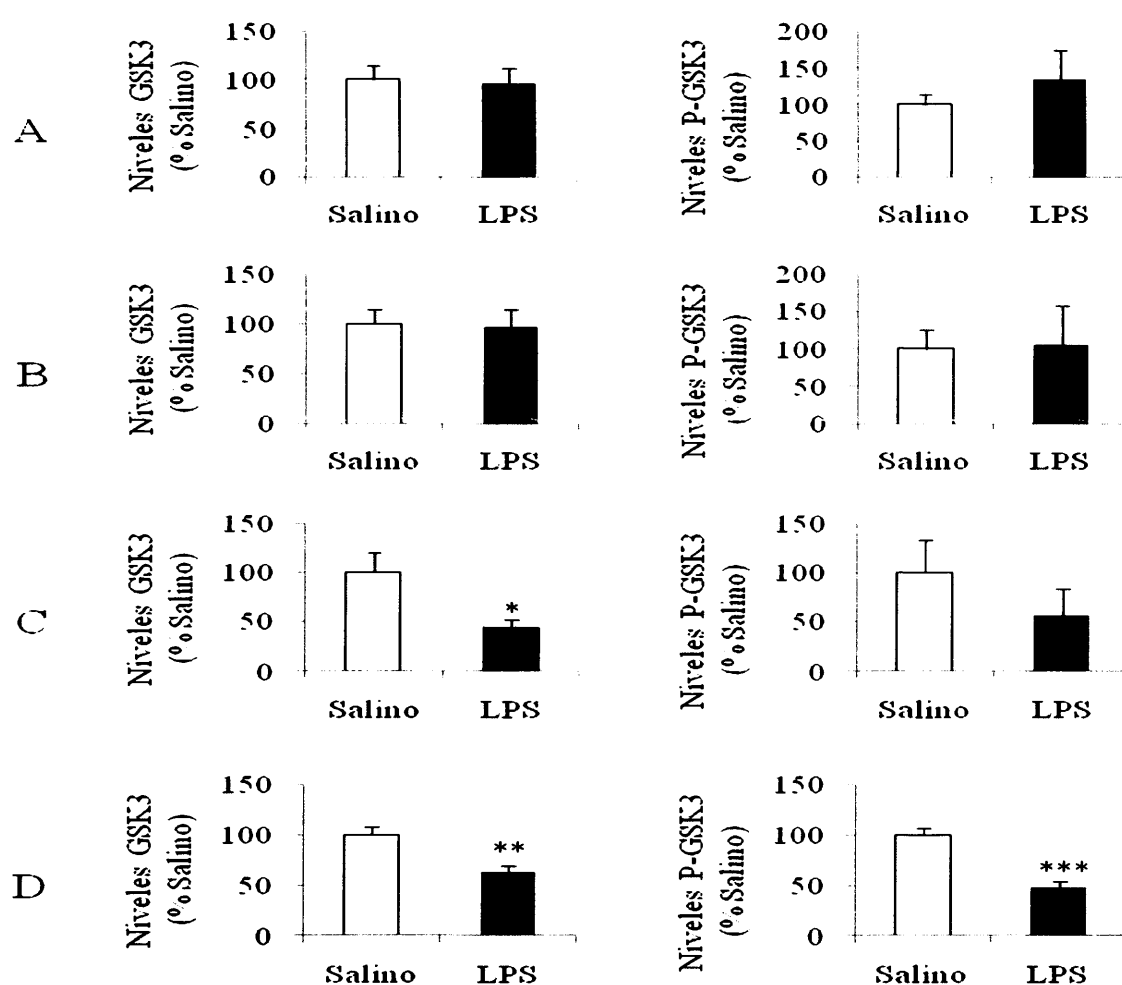 A
Niveles GSK3
(% Salino)
150
100
50
0
Salino LPS
Niveles P-GSK3
(% Salino)
200
150
100
50
0
Salino LPS
B
Niveles GSK3
(% Salino)
150
100
50
0
Salino LPS
Niveles P-GSK3
(% Salino)
200
150
100
50
0
Salino LPS
C
Niveles GSK3
(% Salino)
150
100
50
0
*
Salino LPS
Niveles P-GSK3
(% Salino)
150
100
50
0
Salino LPS
D
Niveles GSK3
(% Salino)
150
100
50
0
**
Salino LPS
Niveles P-GSK3
(% Salino)
150
100
50
0
***
Salino LPS